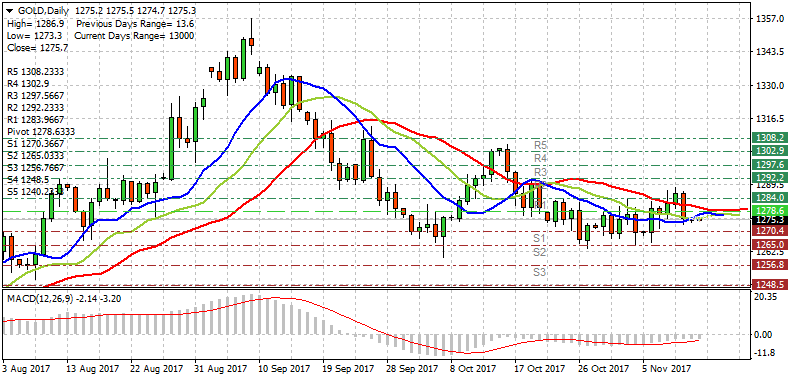 GOLD,Daily 1275.2 1275.5 1274.7 1275.3
High= 1286.9 Previous Days Range= 13.6
Low= 1273.3 Current Days Range= 13000
Close= 1275.7
R5 1308.2333
R4 1302.9
R3 1297.5667
R2 1292.2333
R1 1283.9667
Pivot 1278.6333
S1 1270.3667
S2 1265.0333
S3 1256.7667
S4 1248.5
S5 1240.2333
R5
R4
R3
S1
S2
S3
1357.0
1343.5
1330.0
1316.5
1308.2
1302.9
1297.6
1292.2
1289.5
1284.0
1278.6
1275.3
1270.4
1265.0
1262.5
1256.8
1248.5
MACD(12,26,9) -2.14 -3.20
20.35
0.00
-11.8
3 Aug 2017
13 Aug 2017
22 Aug 2017
31 Aug 2017
10 Sep 2017
19 Sep 2017
28 Sep 2017
8 Oct 2017
17 Oct 2017
26 Oct 2017
5 Nov 2017